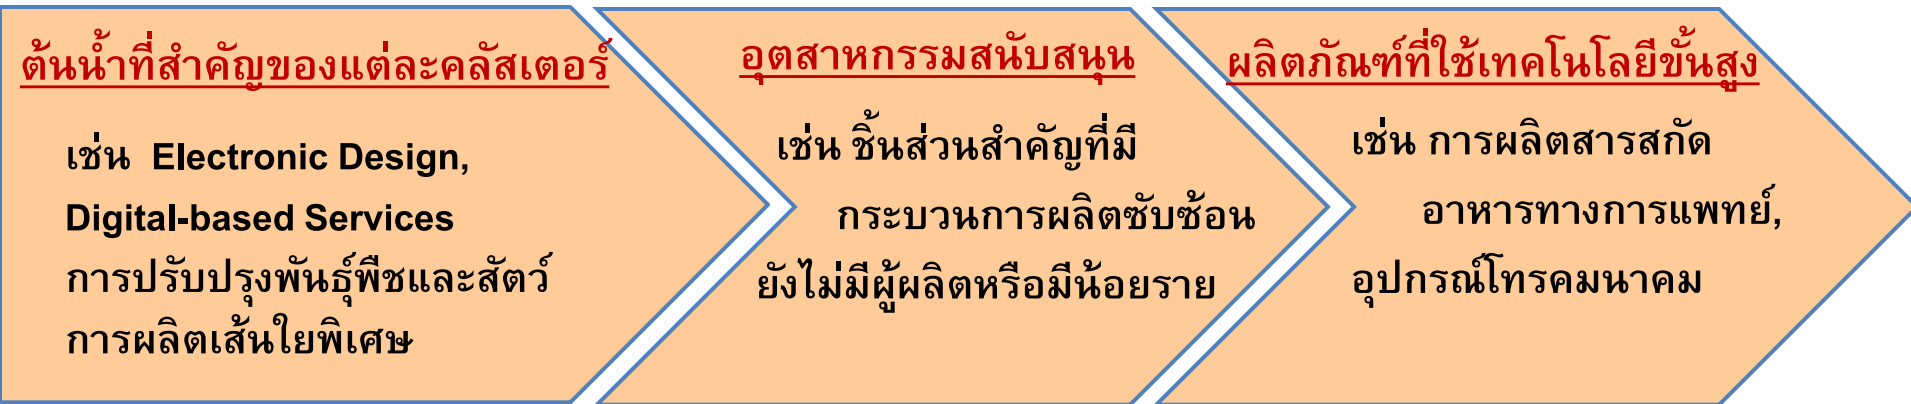 ต้นน้ำที่สำคัญของแต่ละคลัสเตอร์
เช่น Electronic Design,
Digital-based Services
การปรับปรุงพันธุ์พืชและสัตว์
การผลิตเส้นใยพิเศษ
อุตสาหกรรมสนับสนุน
เช่น ชิ้นส่วนสำคัญที่มี
กระบวนการผลิตซับซ้อน
ยังไม่มีผู้ผลิตหรือมีน้อยราย
ผลิตภัณฑ์ที่ใช้เทคโนโลยีขั้นสูง
เช่น การผลิตสารสกัด
อาหารทางการแพทย์,
อุปกรณ์โทรคมนาคม